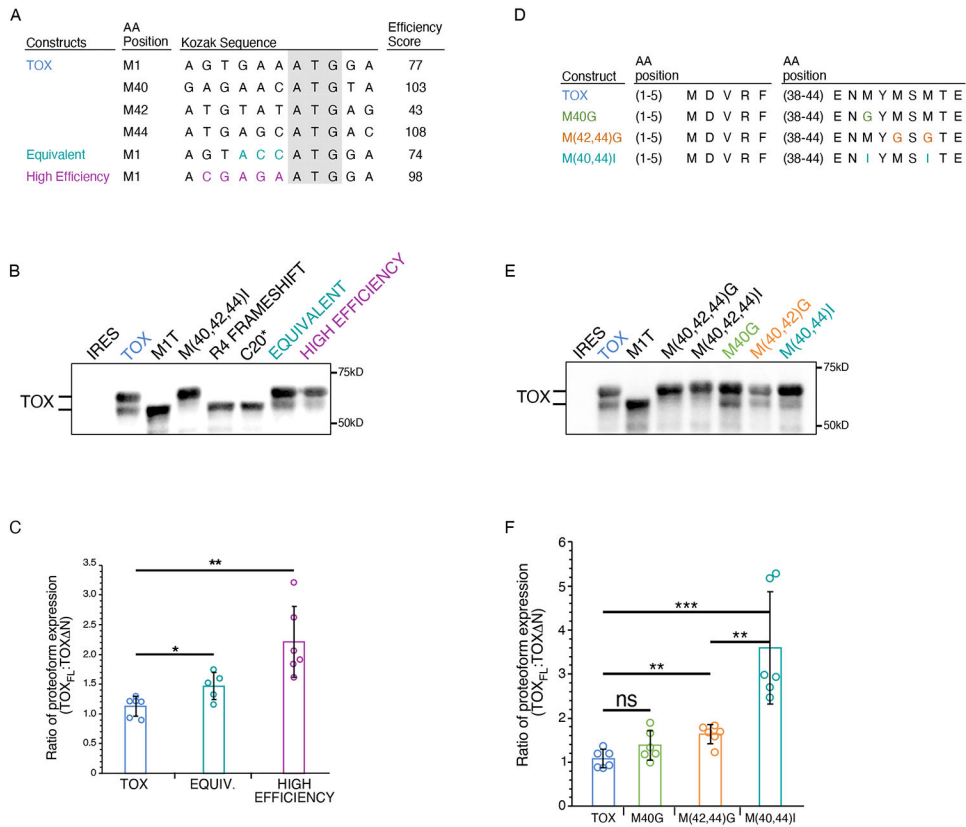 A
Constructs AA Position Kozak Sequence Efficiency Score
TOX M1 A G T G A A A T G G A 77
M40 G A G A A C A T G T A 103
M42 A T G T A T A T G A G 43
M44 A T G A G C A T G A C 108
Equivalent M1 A G T A C C A T G G A 74
High Efficiency M1 A C G A G A A T G G A 98
B
IRES
TOX
M1T
M(40,42,44)I
R4 FRAMESHIFT
C20*
EQUIVALENT
HIGH EFFICIENCY
TOX
75kD
50kD
C
Ratio of proteoform expression
(TOXFL:TOXΔN)
3.5
3.0
2.5
2.0
1.5
1.0
0.5
0
**
*
TOX
EQUIV.
HIGH
EFFICIENCY
D
Construct AA position AA position
TOX (1-5) M D V R F (38-44) E N M Y M S M T E
M40G (1-5) M D V R F (38-44) E N G Y M S M T E
M(42,44)G (1-5) M D V R F (38-44) E N M Y G S G T E
M(40,44)I (1-5) M D V R F (38-44) E N I Y M S I T E
E
IRES
TOX
M1T
M(40,42,44)G
M(40,42,44)I
M40G
M(40,42)G
M(40,44)I
TOX
75kD
50kD
F
Ratio of proteoform expression
(TOXFL:TOXΔN)
6
5
4
3
2
1
0
***
**
**
ns
TOX
M40G
M(42,44)G
M(40,44)I